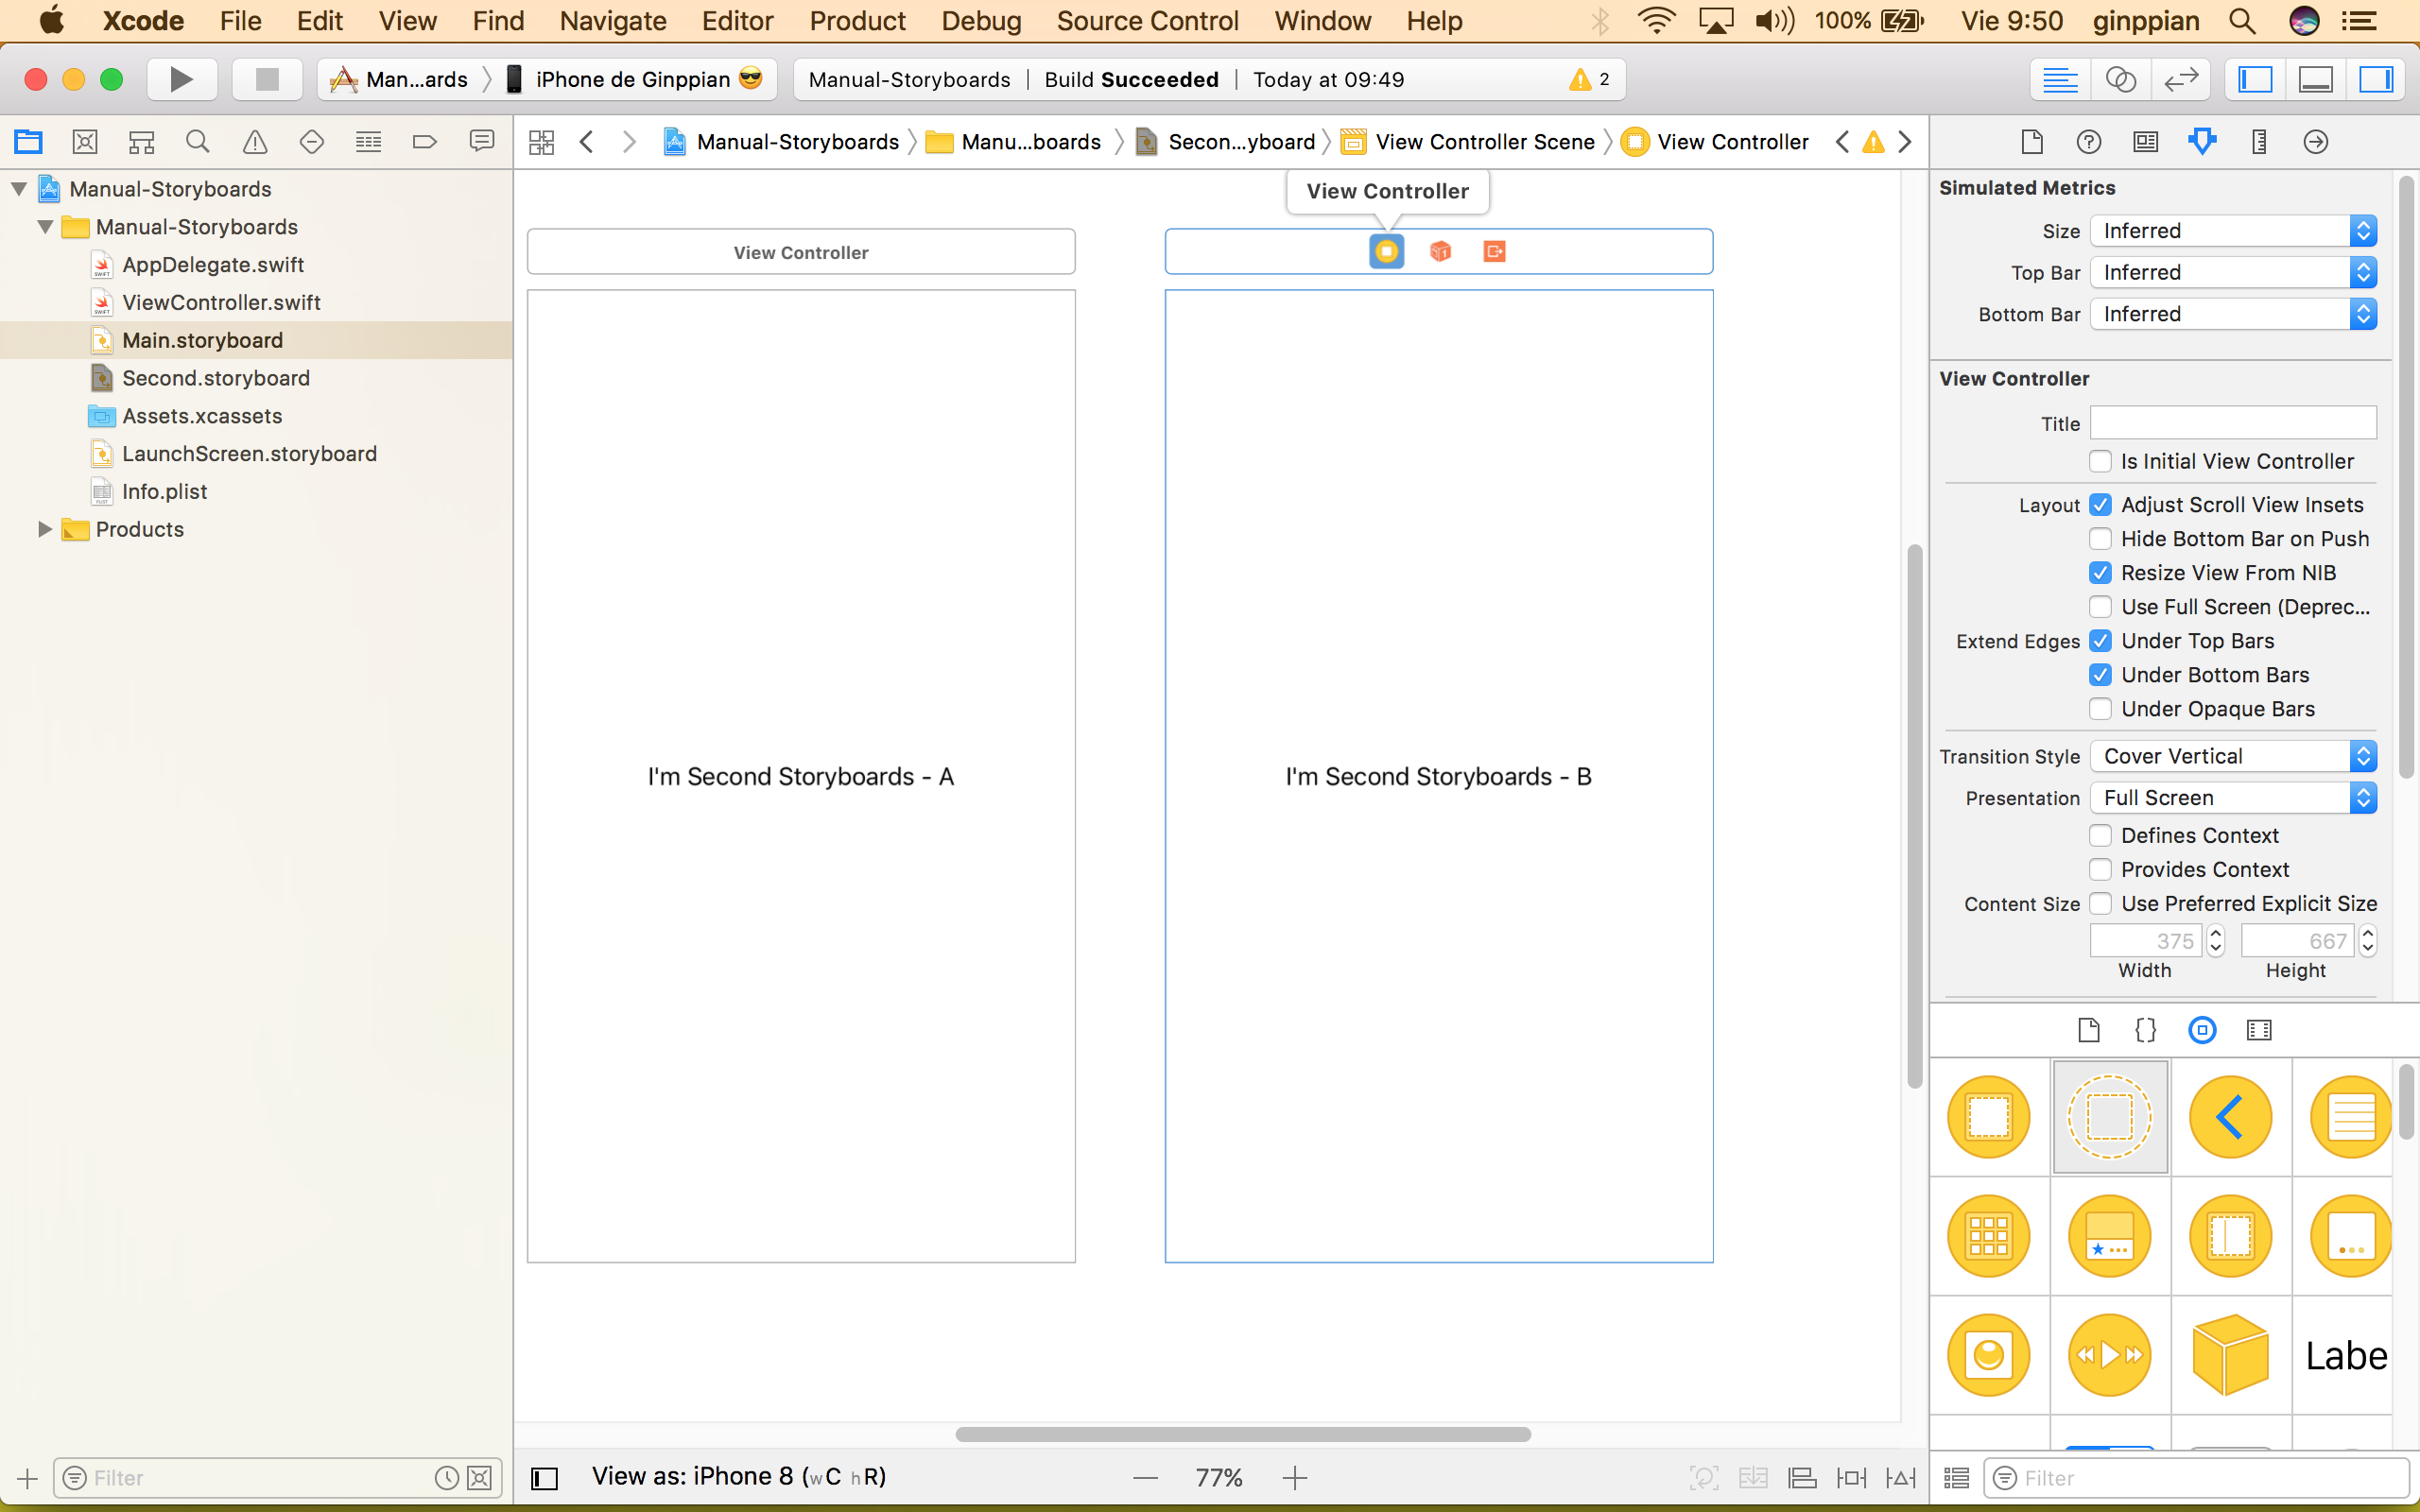 Xcode File Edit View Find Navigate Editor Product Debug Source Control Window Help 100% Vie 9:50 ginppian
Man...ards iPhone de Ginppian 😎 Manual-Storyboards Build Succeeded Today at 09:49 2
Manual-Storyboards Manu...boards Secon...yboard View Controller Scene View Controller
Manual-Storyboards
Manual-Storyboards
AppDelegate.swift
ViewController.swift
Main.storyboard
Second.storyboard
Assets.xcassets
LaunchScreen.storyboard
Info.plist
Products
Filter
View Controller
View Controller
I'm Second Storyboards - A
I'm Second Storyboards - B
View as: iPhone 8 (wC hR)
77%
Simulated Metrics
Size Inferred
Top Bar Inferred
Bottom Bar Inferred
View Controller
Title
Is Initial View Controller
Layout Adjust Scroll View Insets
Hide Bottom Bar on Push
Resize View From NIB
Use Full Screen (Deprec...
Extend Edges Under Top Bars
Under Bottom Bars
Under Opaque Bars
Transition Style Cover Vertical
Presentation Full Screen
Defines Context
Provides Context
Content Size Use Preferred Explicit Size
375 667
Width Height
{}
Labe
Filter